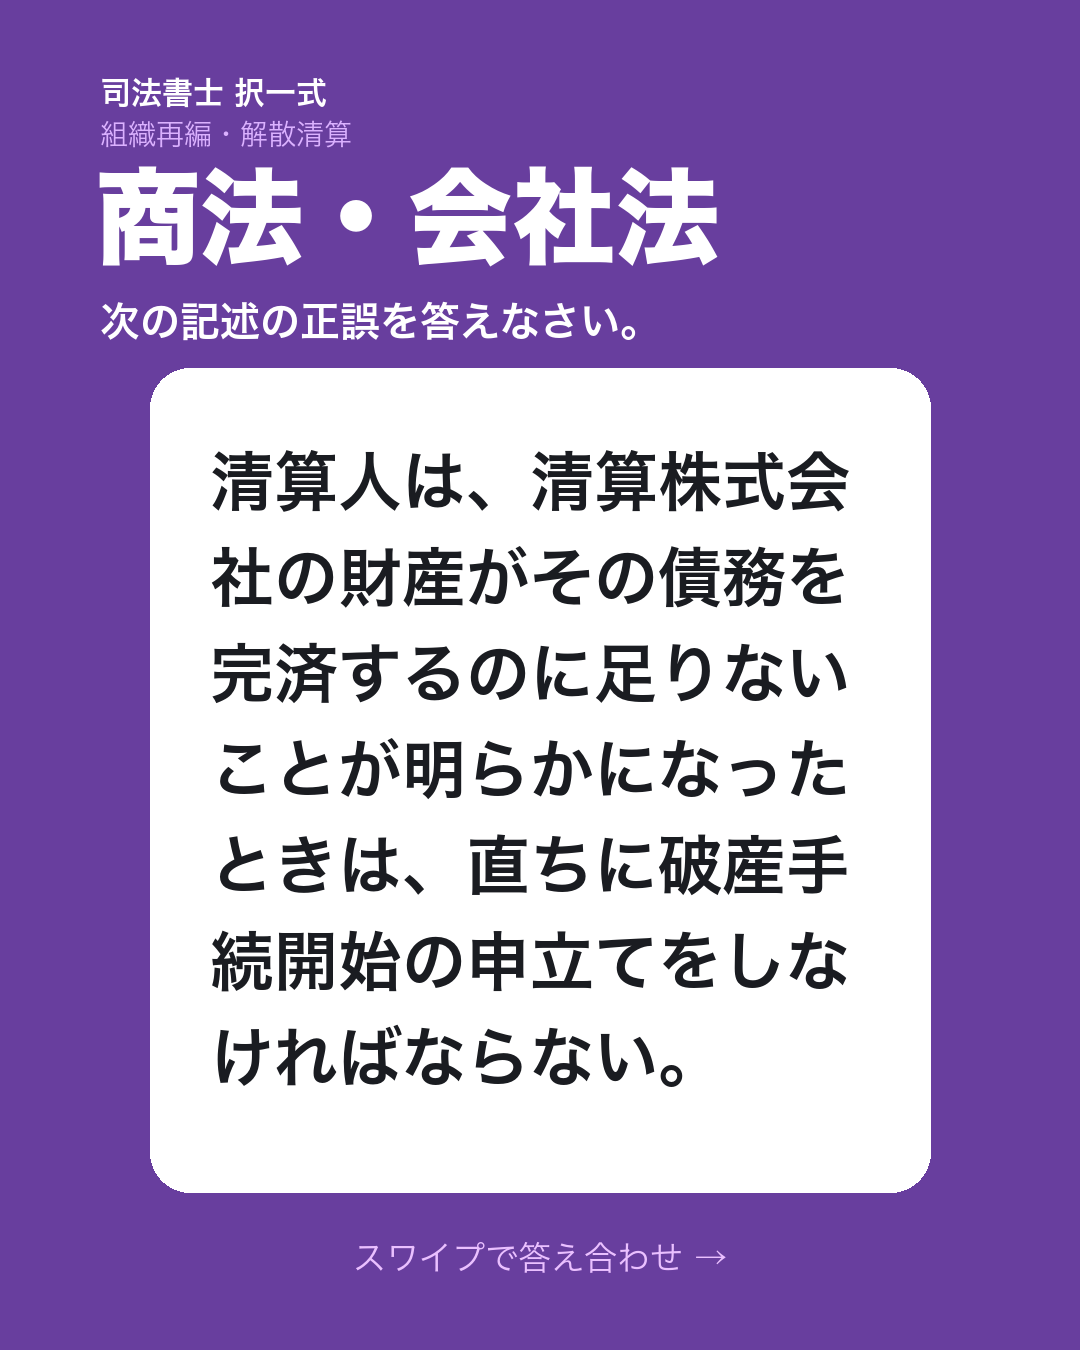 司法書士 択一式
組織再編・解散清算
商法・会社法
次の記述の正誤を答えなさい。
清算人は、清算株式会
社の財産がその債務を
完済するのに足りない
ことが明らかになった
ときは、直ちに破産手
続開始の申立てをしな
ければならない。
スワイプで答え合わせ →